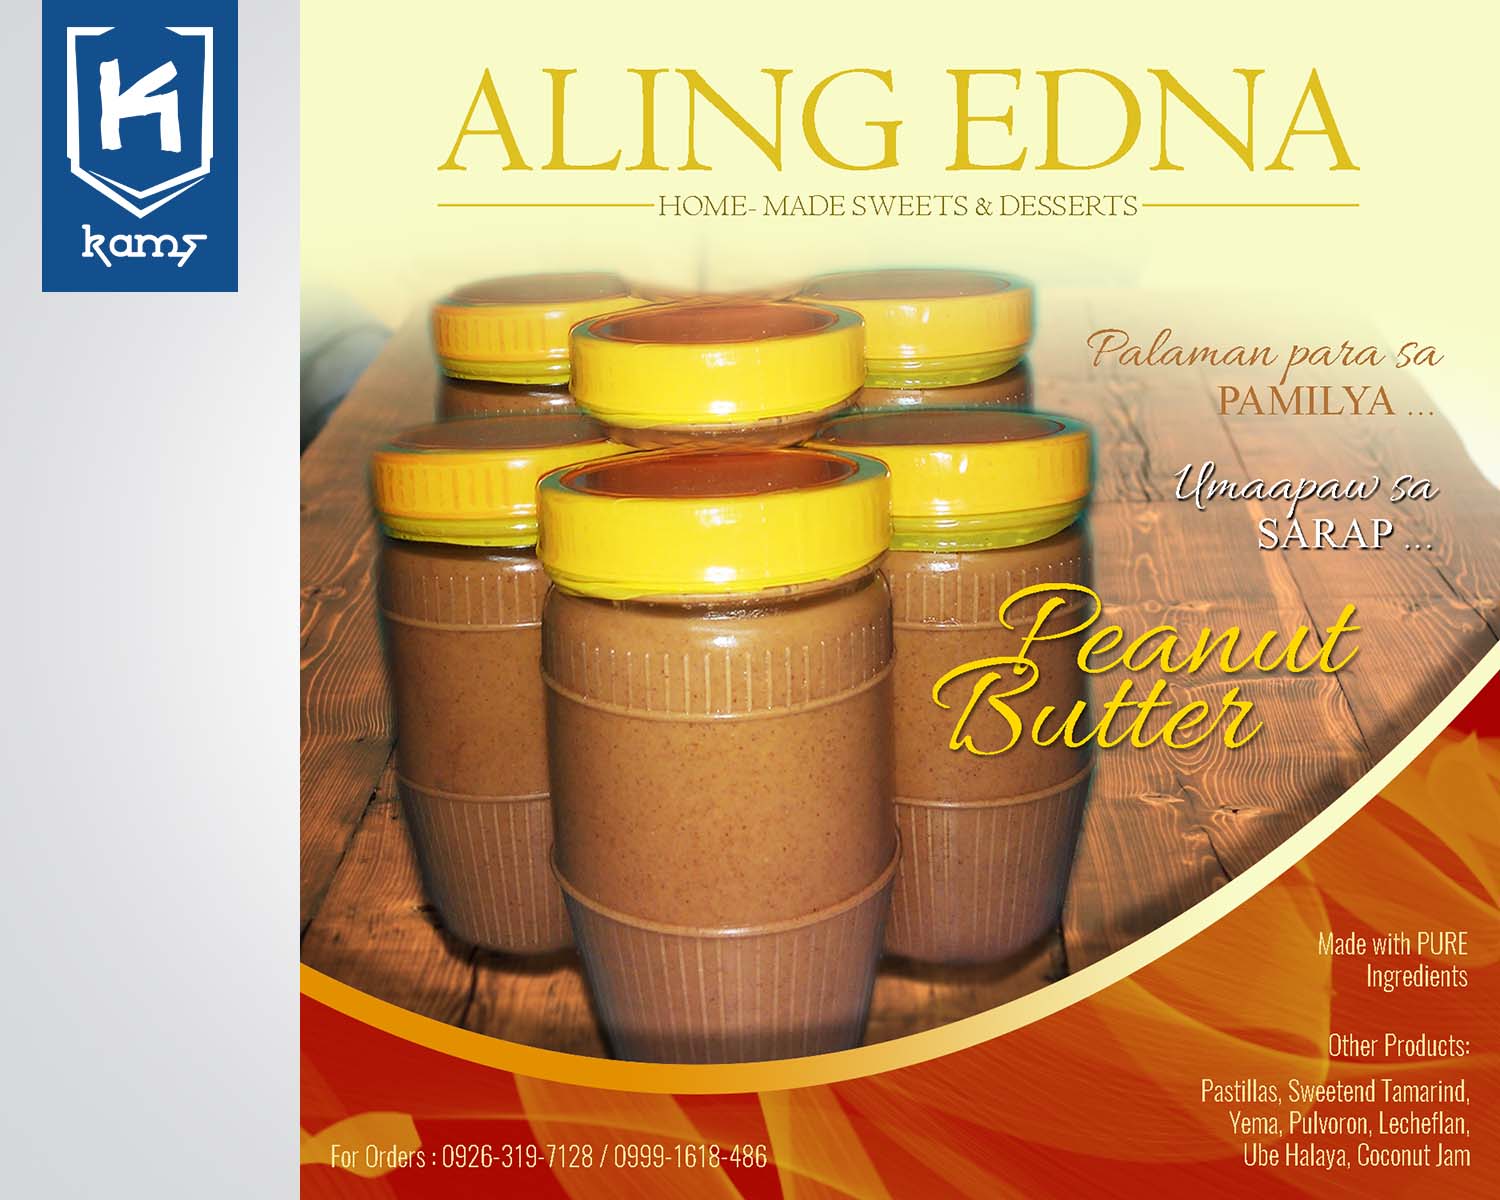 K
kams
ALING EDNA
HOME- MADE SWEETS & DESSERTS
Palaman para sa
PAMILYA ...
Umaapaw sa
SARAP ...
Peanut
Butter
Made with PURE
Ingredients
Other Products:
Pastillas, Sweetend Tamarind,
Yema, Pulvoron, Lecheflan,
Ube Halaya, Coconut Jam
For Orders : 0926-319-7128 / 0999-1618-486